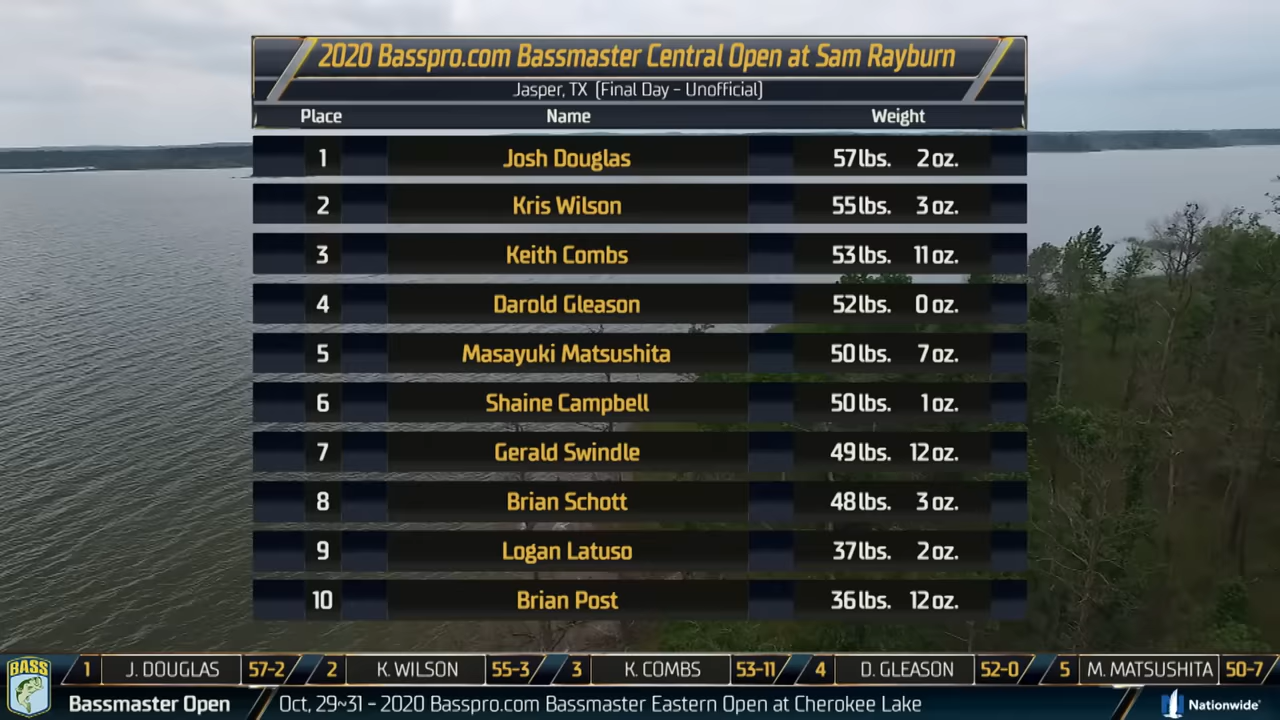 2020 Basspro.com Bassmaster Central Open at Sam Rayburn
Jasper, TX (Final Day - Unofficial)
Place Name Weight
1 Josh Douglas 57 lbs. 2 oz.
2 Kris Wilson 55 lbs. 3 oz.
3 Keith Combs 53 lbs. 11 oz.
4 Darold Gleason 52 lbs. 0 oz.
5 Masayuki Matsushita 50 lbs. 7 oz.
6 Shaine Campbell 50 lbs. 1 oz.
7 Gerald Swindle 49 lbs. 12 oz.
8 Brian Schott 48 lbs. 3 oz.
9 Logan Latuso 37 lbs. 2 oz.
10 Brian Post 36 lbs. 12 oz.
BASS 1 J. DOUGLAS 57-2 2 K. WILSON 55-3 3 K. COMBS 53-11 4 D. GLEASON 52-0 5 M. MATSUSHITA 50-7
Bassmaster Open Oct, 29~31 - 2020 Basspro.com Bassmaster Eastern Open at Cherokee Lake Nationwide